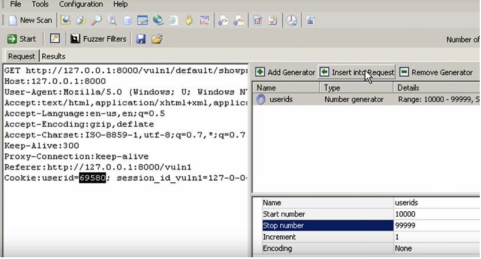 File Tools Configuration Help
New Scan
Start Fuzzer Filters Number of
Request Results
GET http://127.0.0.1:8000/vuln1/default/showp
Host:127.0.0.1:8000
User-Agent:Mozilla/5.0 (Windows; U; Windows N
Accept:text/html,application/xhtml+xml,applic
Accept-Language:en-us,en;q=0.5
Accept-Encoding:gzip,deflate
Accept-Charset:ISO-8859-1,utf-8;q=0.7,*;q=0.7
Keep-Alive:300
Proxy-Connection:keep-alive
Referer:http://127.0.0.1:8000/vuln1
Cookie:userid=69580; session_id_vuln1=127-0-0-
Add Generator Insert into Request Remove Generator
Name Type Details
userids Number generator Range: 10000 - 99999, S
Name userids
Start number 10000
Stop number 99999
Increment 1
Encoding None